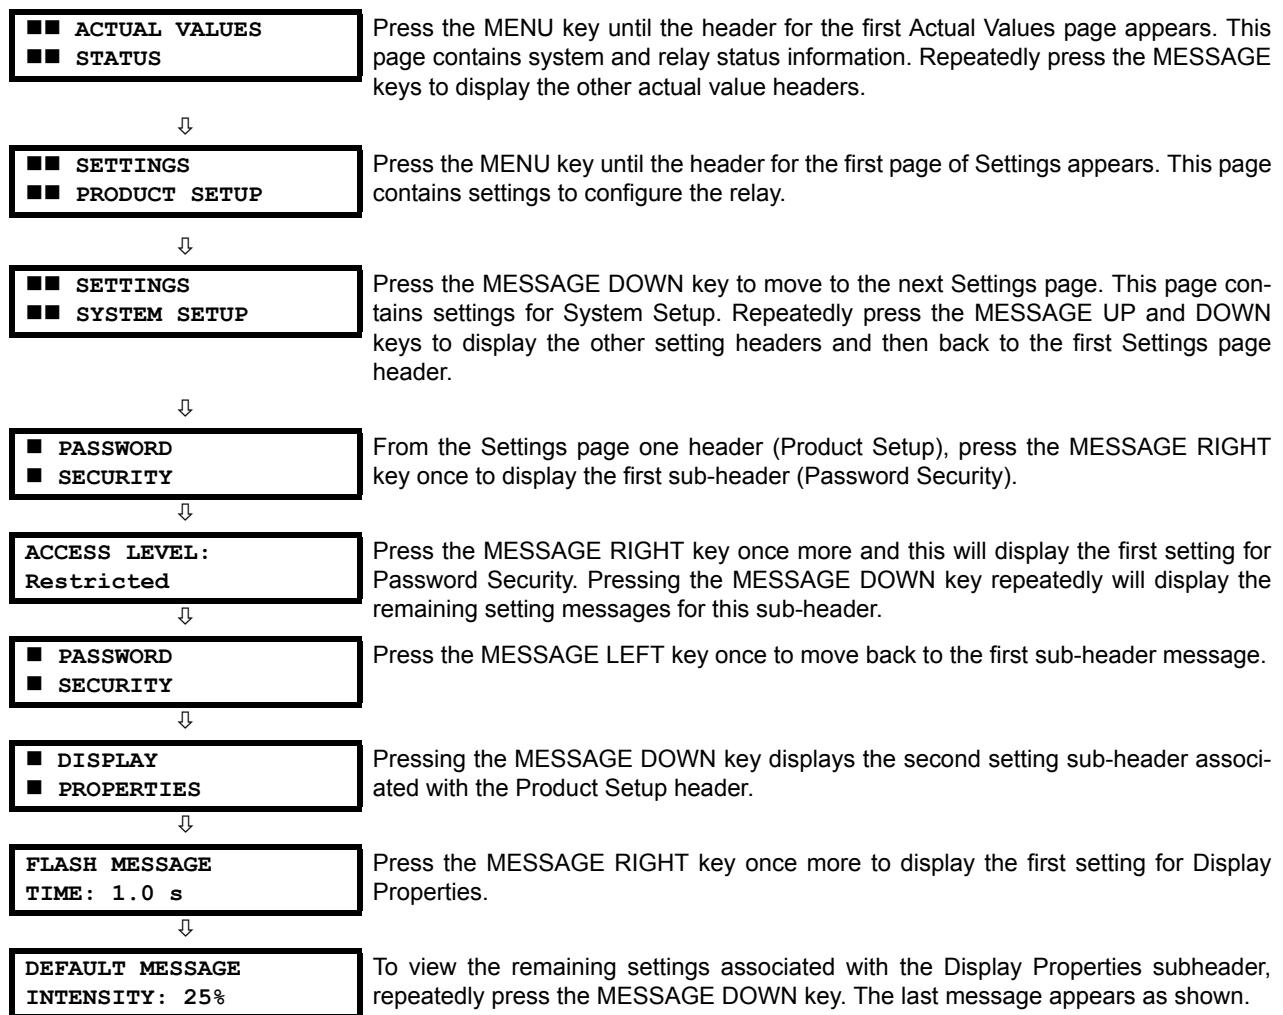 ■■ ACTUAL VALUES
■■ STATUS
Press the MENU key until the header for the first Actual Values page appears. This
page contains system and relay status information. Repeatedly press the MESSAGE
keys to display the other actual value headers.
⇩
■■ SETTINGS
■■ PRODUCT SETUP
Press the MENU key until the header for the first page of Settings appears. This page
contains settings to configure the relay.
⇩
■■ SETTINGS
■■ SYSTEM SETUP
Press the MESSAGE DOWN key to move to the next Settings page. This page con-
tains settings for System Setup. Repeatedly press the MESSAGE UP and DOWN
keys to display the other setting headers and then back to the first Settings page
header.
⇩
■ PASSWORD
■ SECURITY
From the Settings page one header (Product Setup), press the MESSAGE RIGHT
key once to display the first sub-header (Password Security).
⇩
ACCESS LEVEL:
Restricted
Press the MESSAGE RIGHT key once more and this will display the first setting for
Password Security. Pressing the MESSAGE DOWN key repeatedly will display the
remaining setting messages for this sub-header.
⇩
■ PASSWORD
■ SECURITY
Press the MESSAGE LEFT key once to move back to the first sub-header message.
⇩
■ DISPLAY
■ PROPERTIES
Pressing the MESSAGE DOWN key displays the second setting sub-header associ-
ated with the Product Setup header.
⇩
FLASH MESSAGE
TIME: 1.0 s
Press the MESSAGE RIGHT key once more to display the first setting for Display
Properties.
⇩
DEFAULT MESSAGE
INTENSITY: 25%
To view the remaining settings associated with the Display Properties subheader,
repeatedly press the MESSAGE DOWN key. The last message appears as shown.